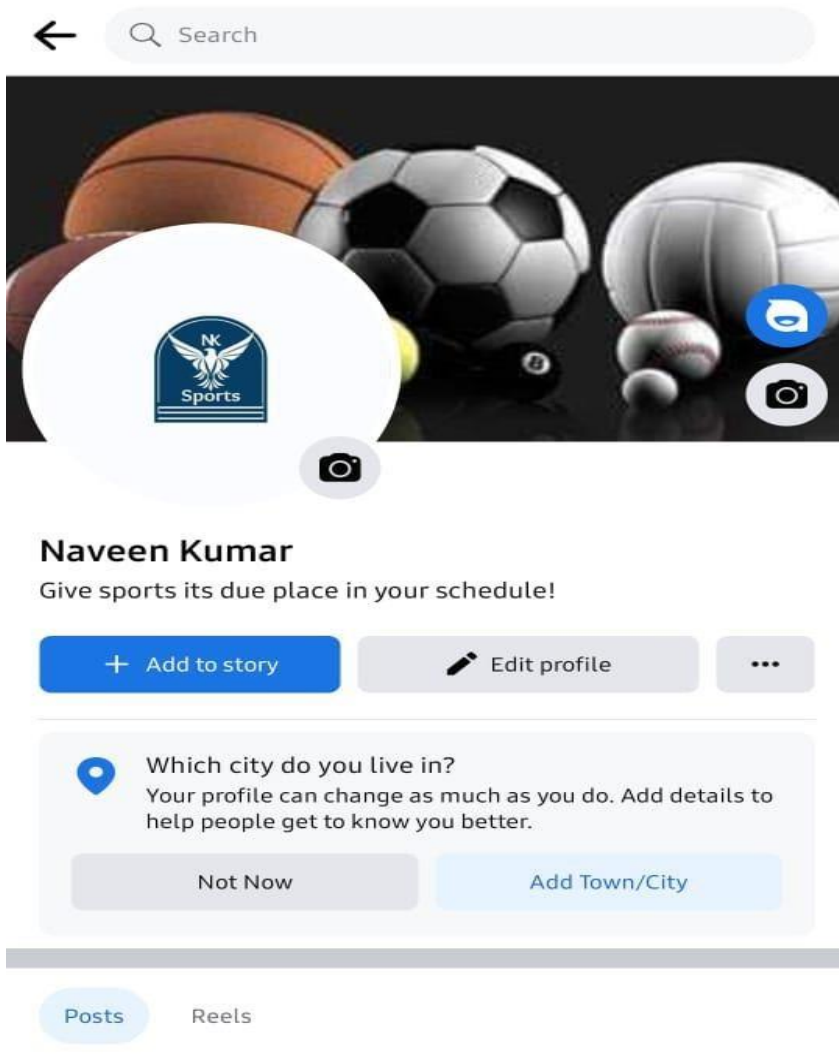 Search
NK
Sports
8
Naveen Kumar
Give sports its due place in your schedule!
+ Add to story
Edit profile
Which city do you live in?
Your profile can change as much as you do. Add details to
help people get to know you better.
Not Now
Add Town/City
Posts
Reels